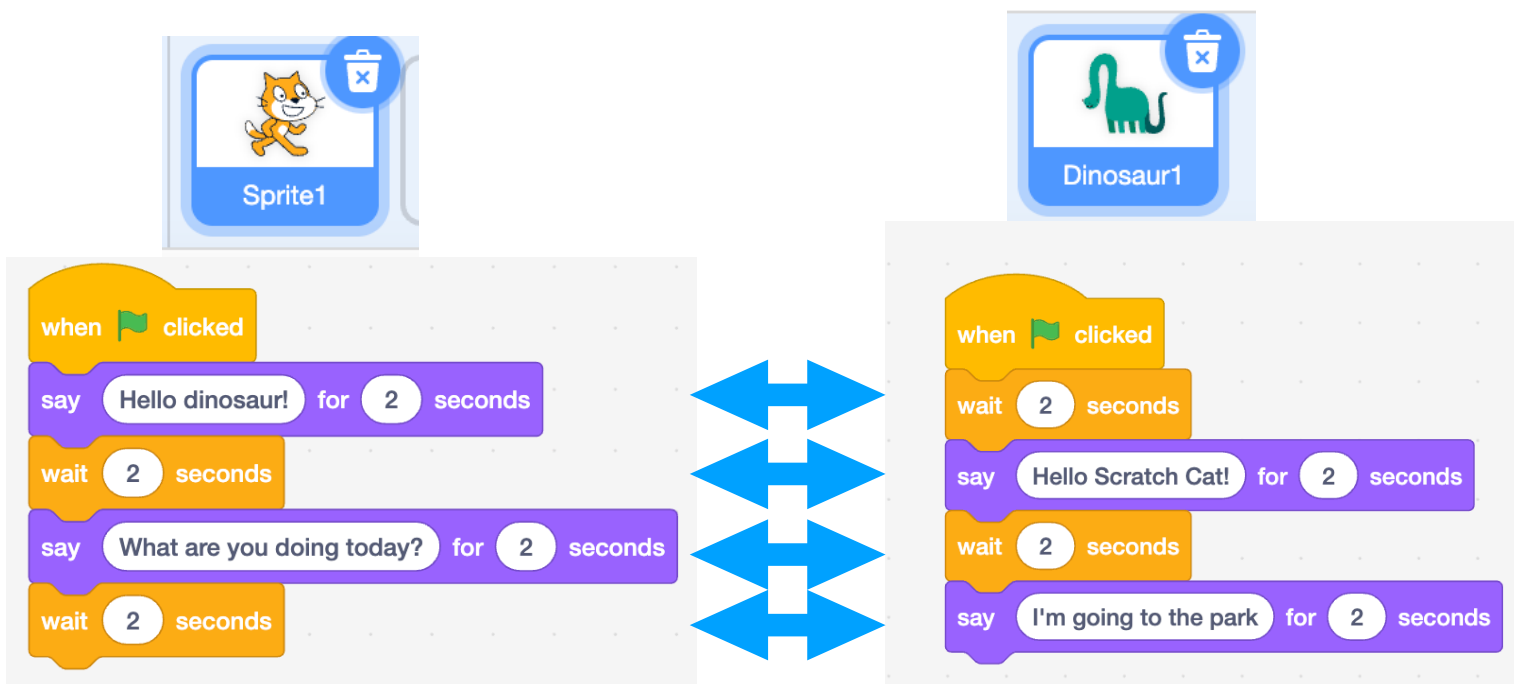 Sprite1
when clicked
say Hello dinosaur! for 2 seconds
wait 2 seconds
say What are you doing today? for 2 seconds
wait 2 seconds
Dinosaur1
when clicked
wait 2 seconds
say Hello Scratch Cat! for 2 seconds
wait 2 seconds
say I'm going to the park for 2 seconds